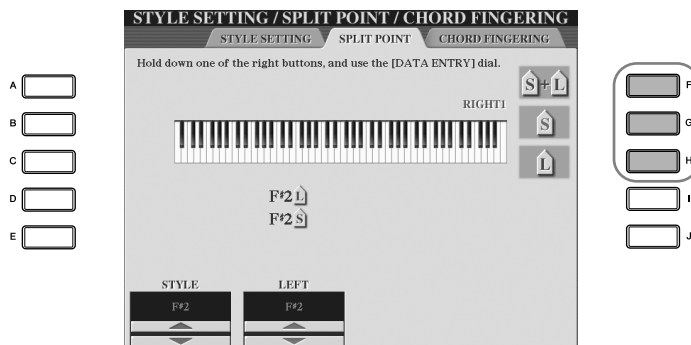 STYLE SETTING / SPLIT POINT / CHORD FINGERING
STYLE SETTING SPLIT POINT CHORD FINGERING
Hold down one of the right buttons, and use the [DATA ENTRY] dial.
S+L
RIGHT1
S
L
F♯2 L
F♯2 S
STYLE LEFT
F♯2 F♯2
A
B
C
D
E
F
G
H
I
J